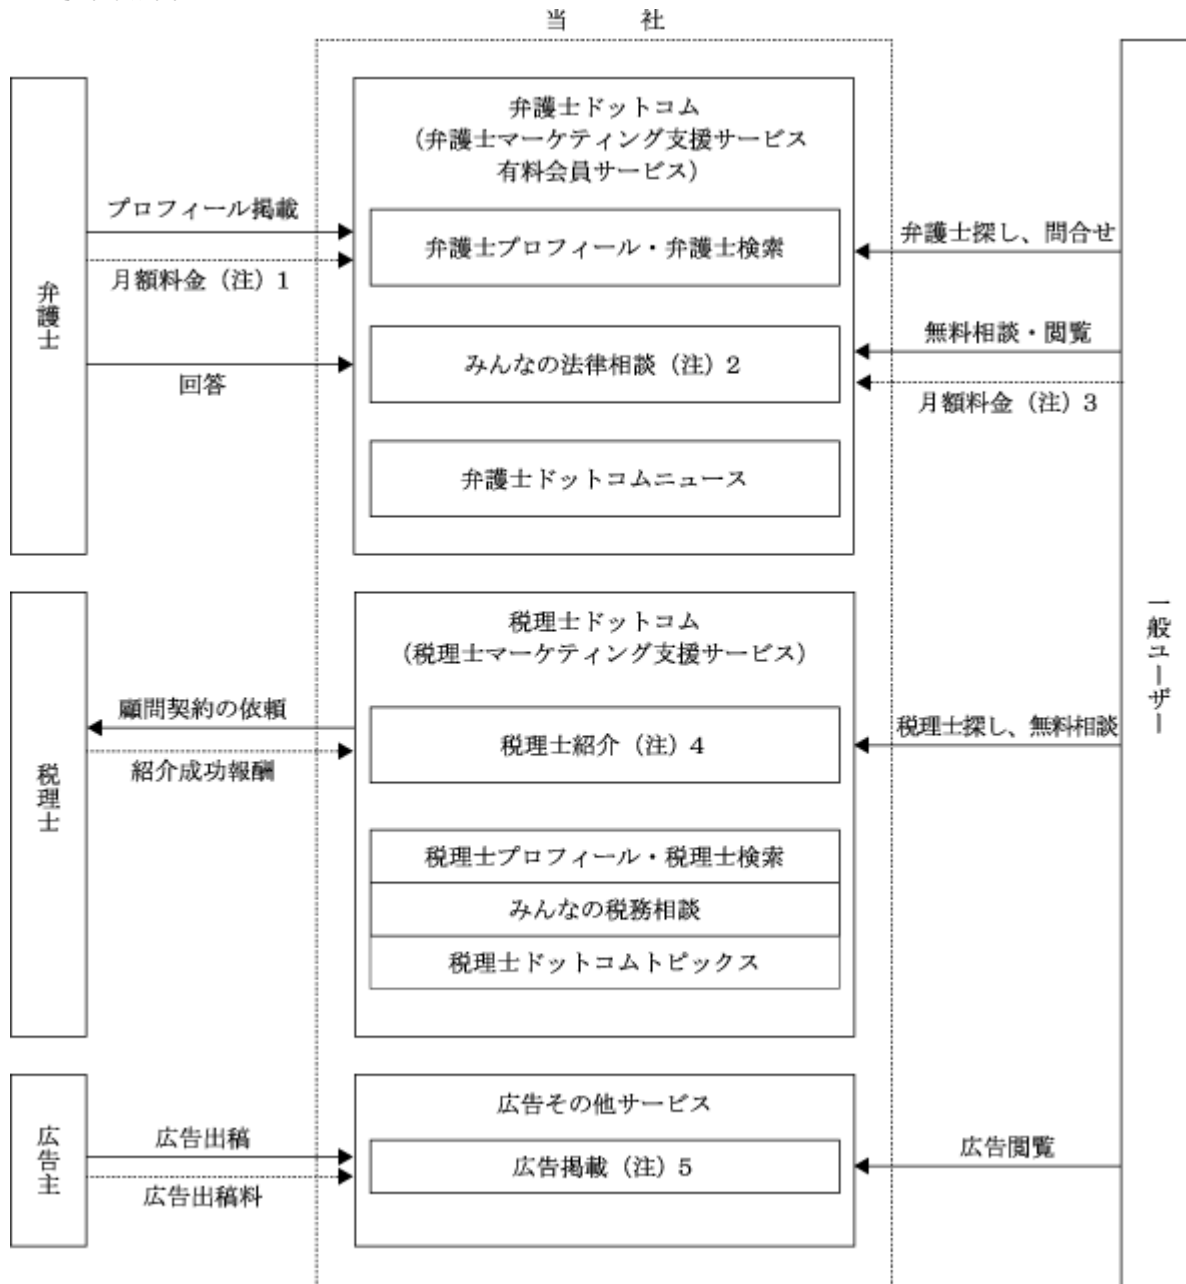 当 社
弁護士ドットコム
（弁護士マーケティング支援サービス
有料会員サービス）
プロフィール掲載
月額料金（注）1
弁護士
回答
弁護士プロフィール・弁護士検索
みんなの法律相談（注）2
弁護士ドットコムニュース
弁護士探し、問合せ
無料相談・閲覧
月額料金（注）3
一般ユーザー
税理士ドットコム
（税理士マーケティング支援サービス）
顧問契約の依頼
紹介成功報酬
税理士
税理士紹介（注）4
税理士プロフィール・税理士検索
みんなの税務相談
税理士ドットコムトピックス
税理士探し、無料相談
広告その他サービス
広告主
広告出稿
広告出稿料
広告掲載（注）5
広告閲覧